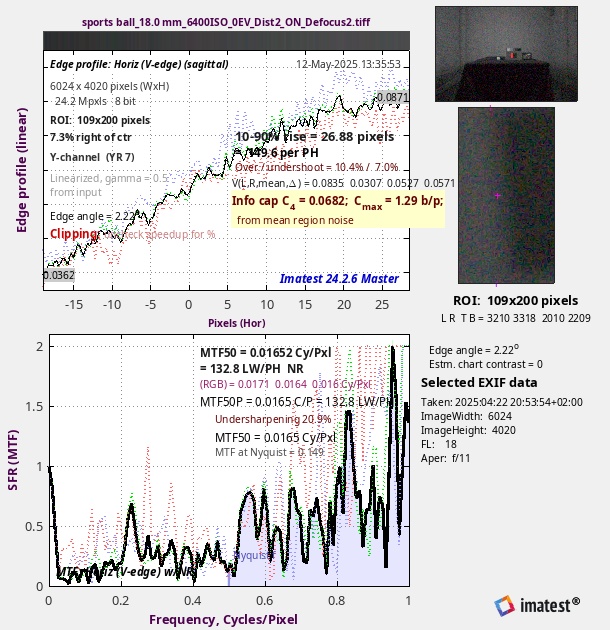 sports ball_18.0 mm_6400ISO_0EV_Dist2_ON_Defocus2.tiff
Edge profile: Horiz (V-edge) (sagittal)
12-May-2025 13:35:53
6024 x 4020 pixels (WxH)
24.2 Mpxls 8 bit
0.0871
ROI: 109x200 pixels
7.3% right of ctr
10-90% rise = 26.88 pixels
= 149.6 per PH
Y-channel (YR 7)
Over / undershoot = 10.4% / 7.0%
Linearized, gamma = 0.5
from input
V(L,R,mean,Δ) = 0.0835 0.0307 0.0527 0.0571
Info cap C4 = 0.0682; Cmax = 1.29 b/p;
from mean region noise
Edge angle = 2.22
Clipping
speedup for %
0.0362
Imatest 24.2.6 Master
Edge profile (linear)
-15 -10 -5 0 5 10 15 20 25
Pixels (Hor)
ROI: 109x200 pixels
L R T B = 3210 3318 2010 2209
Edge angle = 2.22o
Estm. chart contrast = 0
Selected EXIF data
Taken: 2025:04:22 20:53:54+02:00
ImageWidth: 6024
ImageHeight: 4020
FL: 18
Aper: f/11
MTF50 = 0.01652 Cy/Pxl
= 132.8 LW/PH NR
(RGB) = 0.0171 0.0164 0.016 Cy/Pxl
MTF50P = 0.0165 C/P = 132.8 LW/PH
Undersharpening 20.9%
MTF50 = 0.0165 Cy/Pxl
MTF at Nyquist = 0.149
Nyquist
MTF: Horiz (V-edge) w/NR
SFR (MTF)
2
1.5
1
0.5
0
0 0.2 0.4 0.6 0.8 1
Frequency, Cycles/Pixel
imatest®